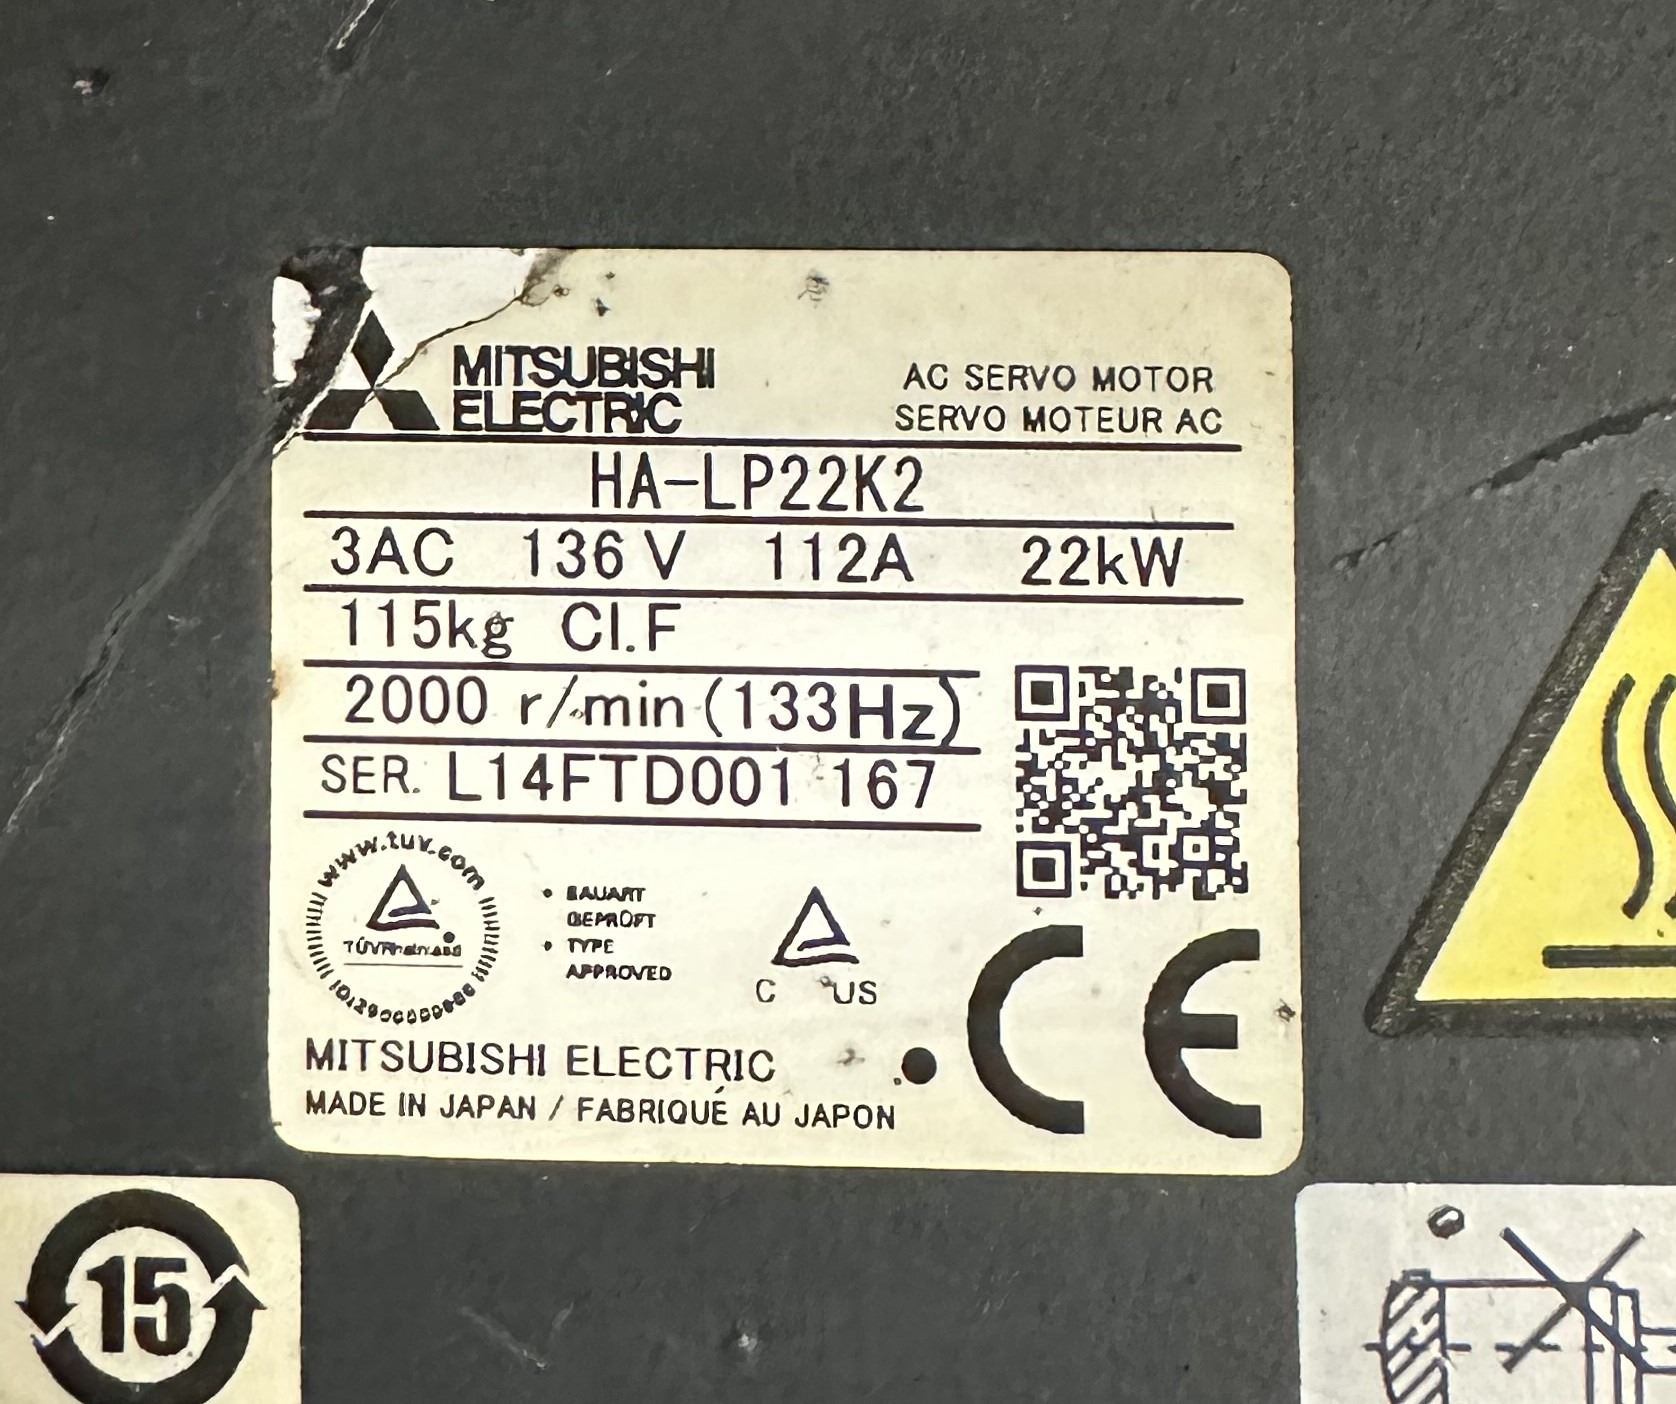 MITSUBISHI
ELECTRIC
AC SERVO MOTOR
SERVO MOTEUR AC
HA-LP22K2
3AC 136 V 112A 22kW
115kg Cl.F
2000 r/min (133Hz)
SER. L14FTD001 167
www.tuv.com
TÜVRheinland
BAUART
GEPRÜFT
TYPE
APPROVED
C US
CE
MITSUBISHI ELECTRIC
MADE IN JAPAN / FABRIQUÉ AU JAPON
15